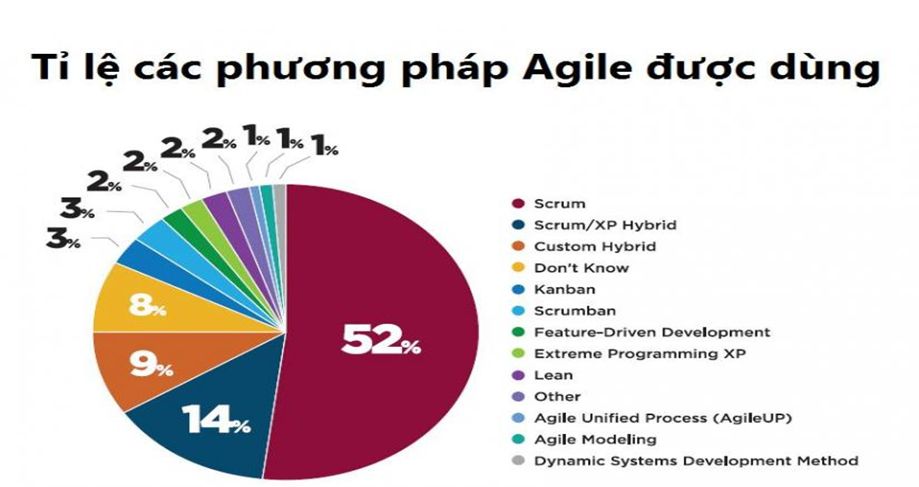 Tỉ lệ các phương pháp Agile được dùng
1%
1%
1%
2%
2%
2%
2%
3%
3%
8%
9%
14%
52%
Scrum
Scrum/XP Hybrid
Custom Hybrid
Don't Know
Kanban
Scrumban
Feature-Driven Development
Extreme Programming XP
Lean
Other
Agile Unified Process (AgileUP)
Agile Modeling
Dynamic Systems Development Method